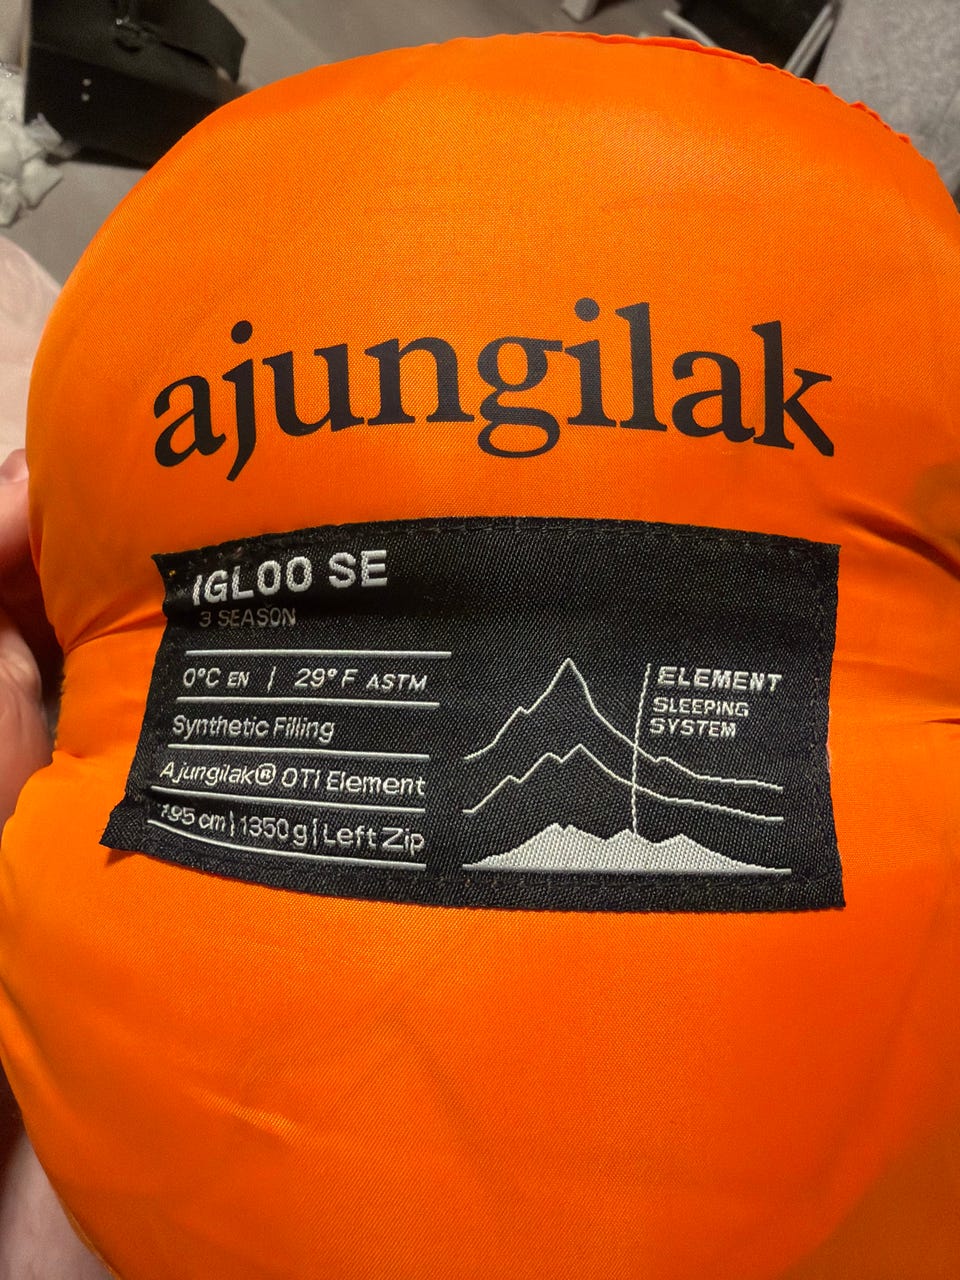 ajungilak
IGLOO SE
3 SEASON
0°C EN | 29°F ASTM
Synthetic Filling
Ajungilak® OTI Element
195 cm | 1350 g | Left Zip
ELEMENT
SLEEPING
SYSTEM